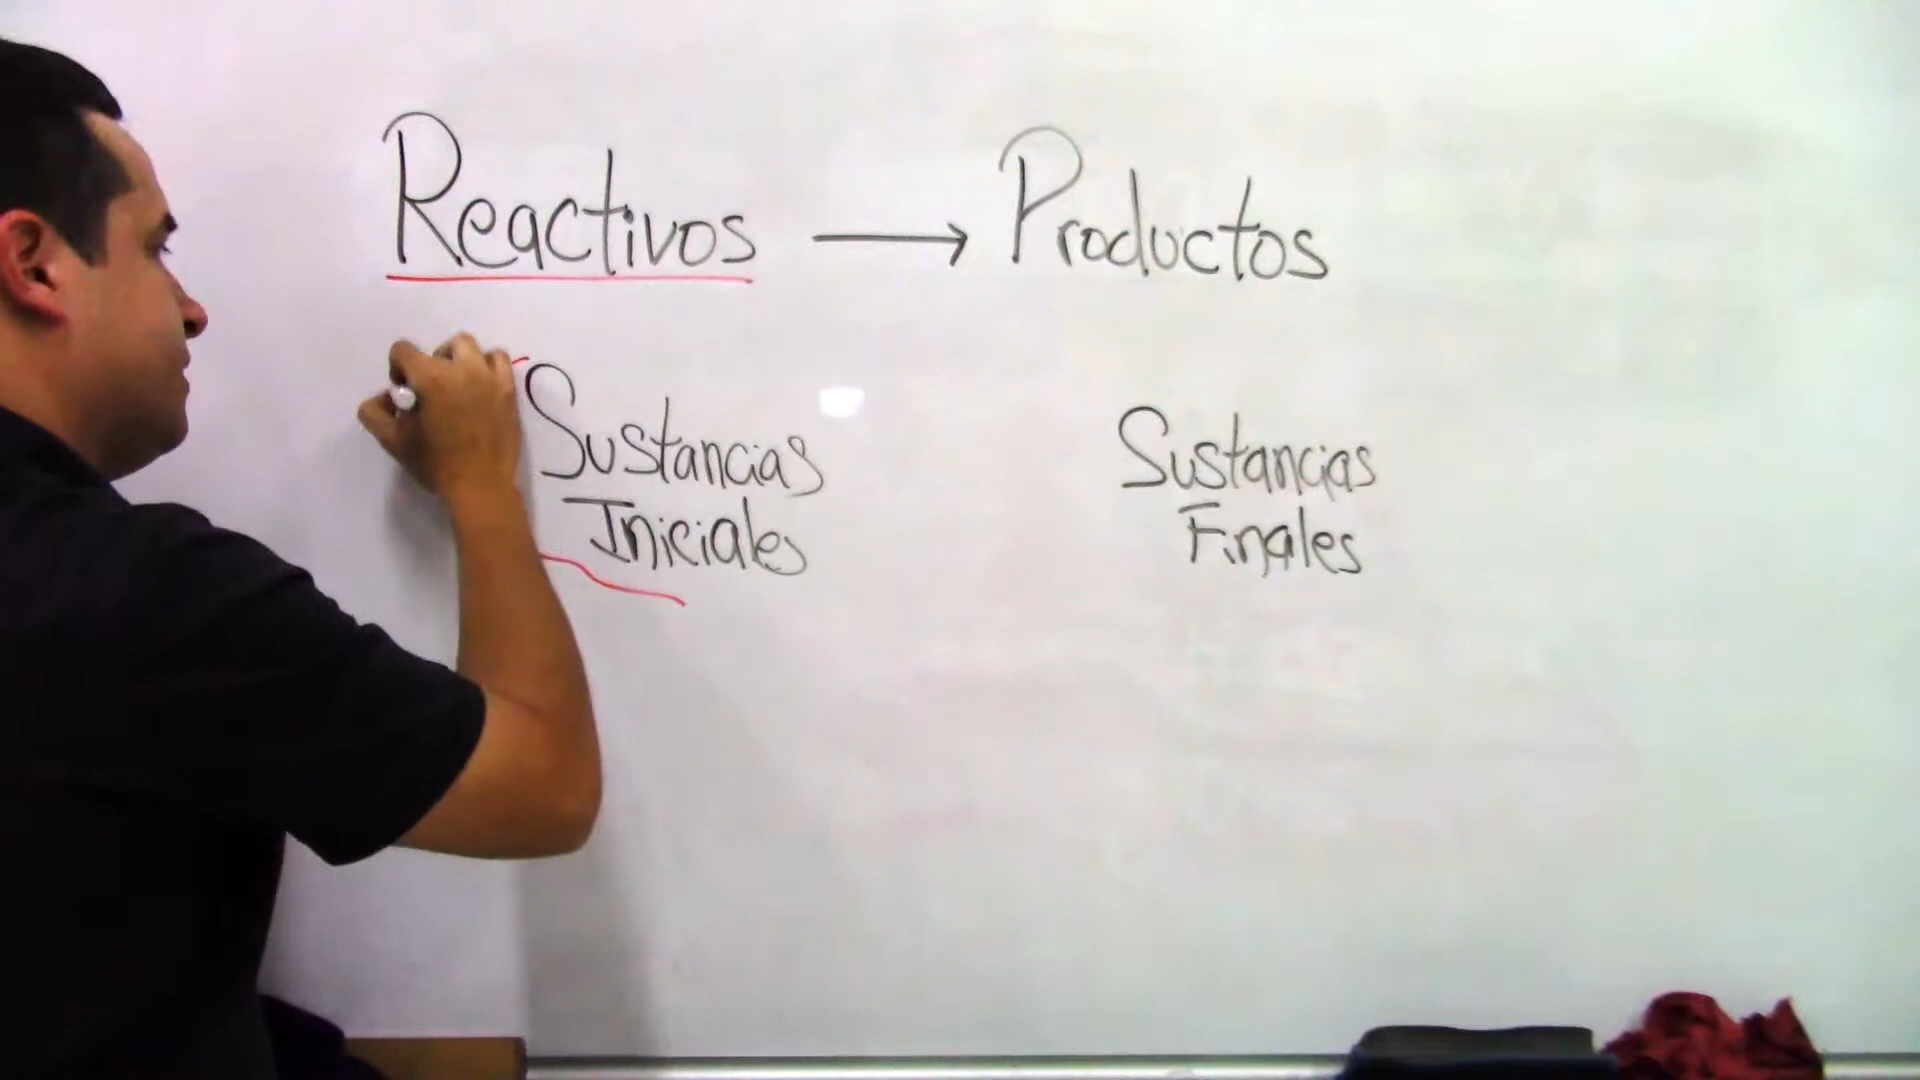 Reactivos → Productos
Sustancias
Iniciales
Sustancias
Finales